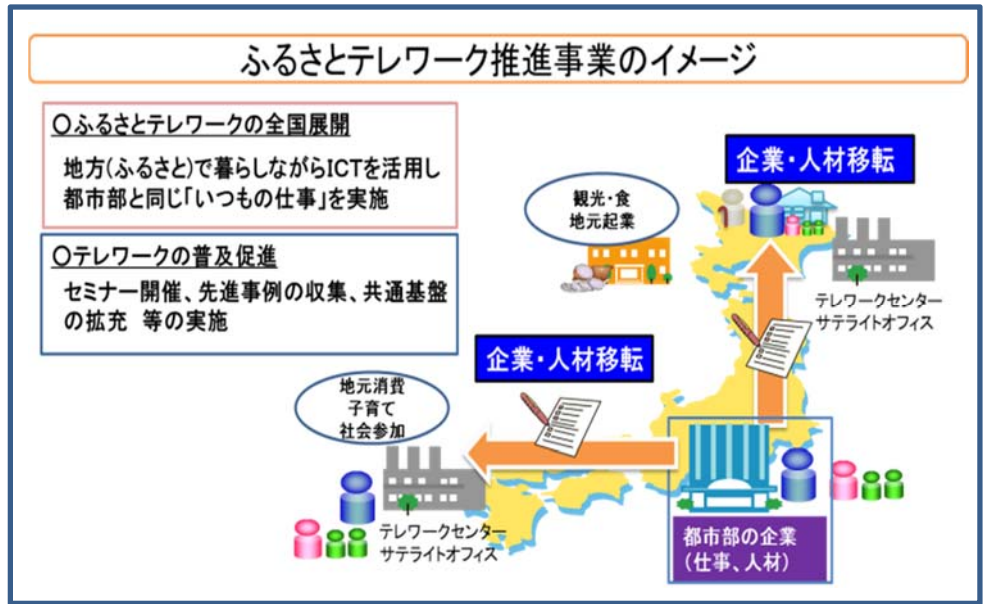 ふるさとテレワーク推進事業のイメージ
〇ふるさとテレワークの全国展開
地方(ふるさと)で暮らしながらICTを活用し
都市部と同じ「いつもの仕事」を実施
〇テレワークの普及促進
セミナー開催、先進事例の収集、共通基盤
の拡充 等の実施
企業・人材移転
観光・食
地元起業
テレワークセンター
サテライトオフィス
企業・人材移転
地元消費
子育て
社会参加
テレワークセンター
サテライトオフィス
都市部の企業
(仕事、人材)